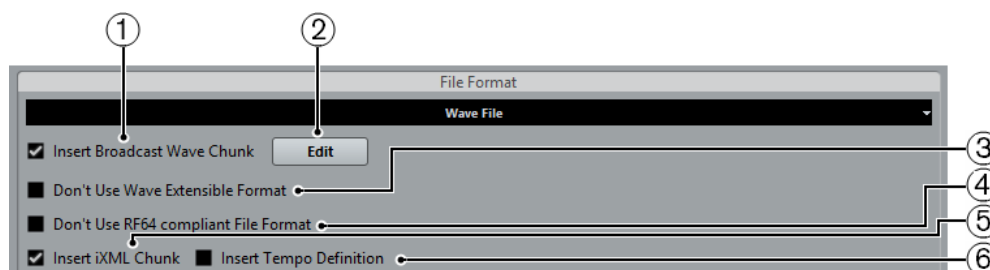 ① ②
File Format
Wave File
Insert Broadcast Wave Chunk Edit
③
Don't Use Wave Extensible Format
④
Don't Use RF64 compliant File Format
⑤
Insert iXML Chunk Insert Tempo Definition
⑥